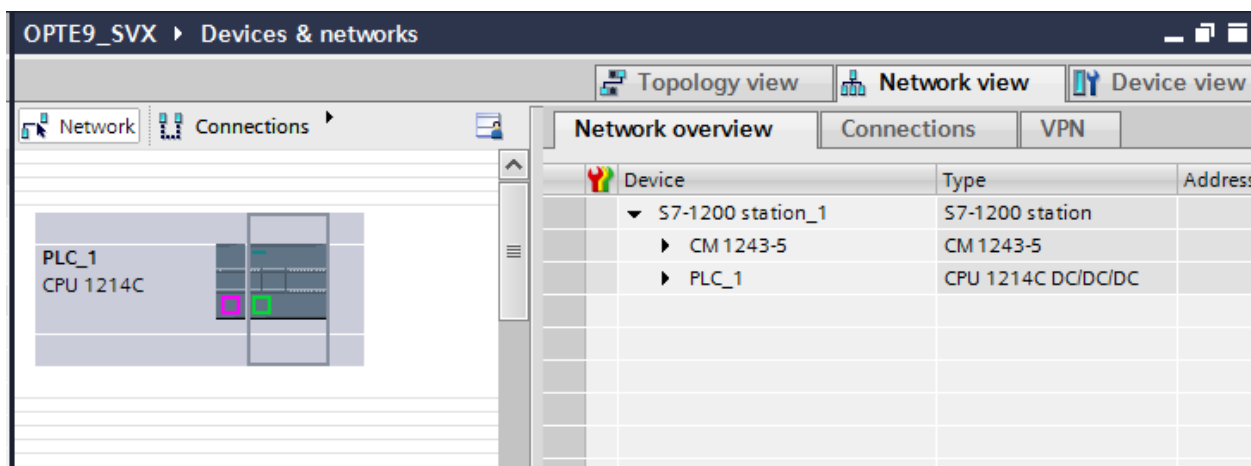 OPTE9_SVX ▸ Devices & networks
Topology view Network view Device view
Network Connections
Network overview Connections VPN
Device Type Address
S7-1200 station_1 S7-1200 station
CM 1243-5 CM 1243-5
PLC_1 CPU 1214C DC/DC/DC
PLC_1
CPU 1214C